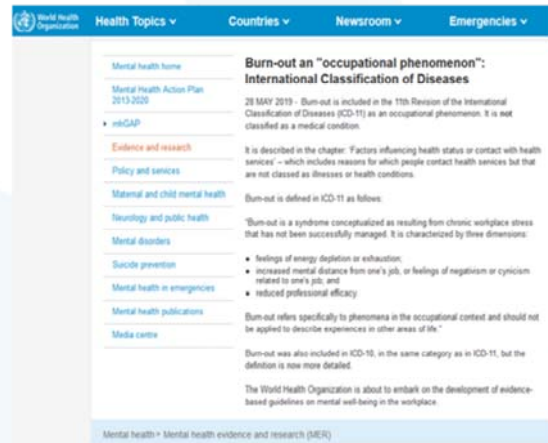 World Health
Organization
Health Topics
Countries
Newsroom
Emergencies
Mental health home
Mental Health Action Plan
2013-2020
mhGAP
Evidence and research
Policy and services
Maternal and child mental health
Neurology and public health
Mental disorders
Suicide prevention
Mental health in emergencies
Mental health publications
Media centre
Burn-out an "occupational phenomenon":
International Classification of Diseases
28 MAY 2019 - Burn-out is included in the 11th Revision of the International
Classification of Diseases (ICD-11) as an occupational phenomenon. It is not
classified as a medical condition.
It is described in the chapter: 'Factors influencing health status or contact with health
services' – which includes reasons for which people contact health services but that
are not classed as illnesses or health conditions.
Burn-out is defined in ICD-11 as follows:
"Burn-out is a syndrome conceptualized as resulting from chronic workplace stress
that has not been successfully managed. It is characterized by three dimensions:
• feelings of energy depletion or exhaustion;
• increased mental distance from one's job, or feelings of negativism or cynicism
related to one's job; and
• reduced professional efficacy.
Burn-out refers specifically to phenomena in the occupational context and should not
be applied to describe experiences in other areas of life."
Burn-out was also included in ICD-10, in the same category as in ICD-11, but the
definition is now more detailed.
The World Health Organization is about to embark on the development of evidence-
based guidelines on mental well-being in the workplace.
Mental health > Mental health evidence and research (MER)